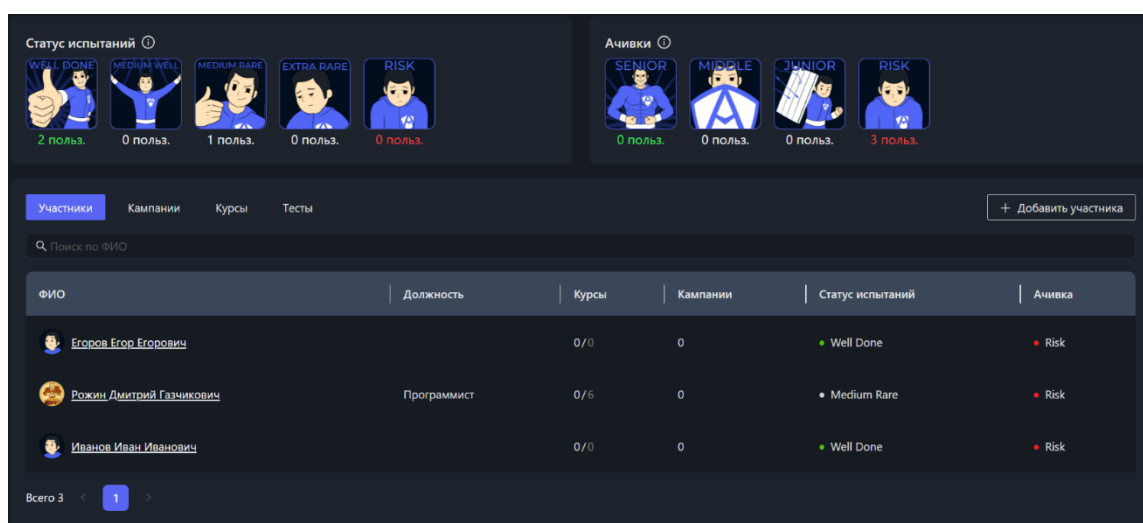 Статус испытаний
WELL DONE MEDIUM WELL MEDIUM RARE EXTRA RARE RISK
2 польз. 0 польз. 1 польз. 0 польз. 0 польз.
Ачивки
SENIOR MIDDLE JUNIOR RISK
0 польз. 0 польз. 0 польз. 3 польз.
Участники Кампании Курсы Тесты + Добавить участника
Поиск по ФИО
ФИО Должность Курсы Кампании Статус испытаний Ачивка
Егоров Егор Егорович 0/0 0 Well Done Risk
Рожин Дмитрий Газчикович Программист 0/6 0 Medium Rare Risk
Иванов Иван Иванович 0/0 0 Well Done Risk
Всего 3 < 1 >